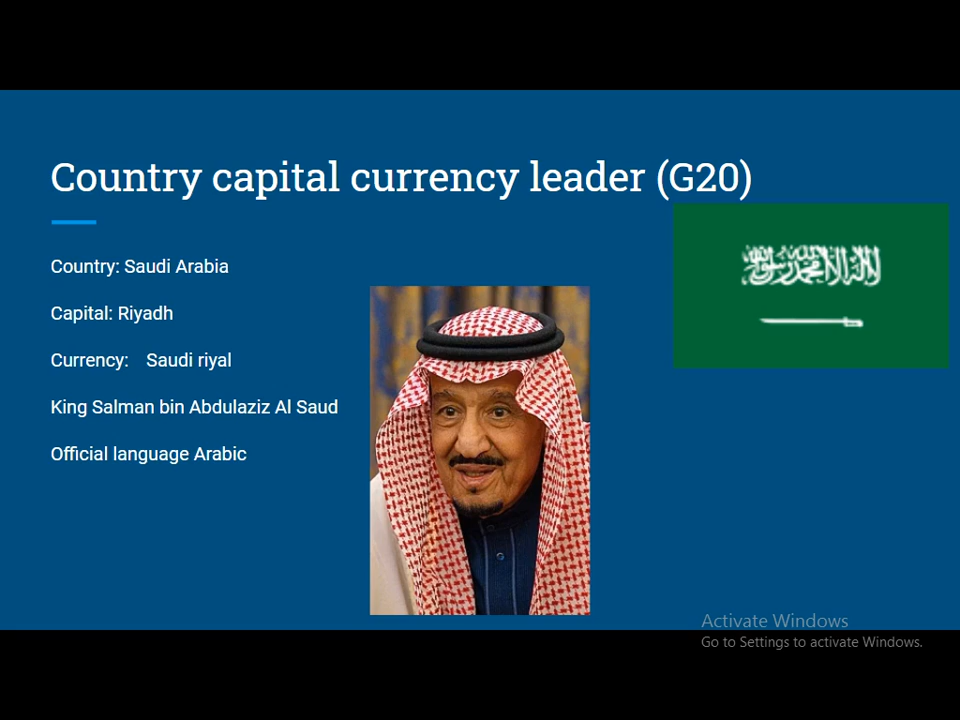 Country capital currency leader (G20)
Country: Saudi Arabia
Capital: Riyadh
Currency: Saudi riyal
King Salman bin Abdulaziz Al Saud
Official language Arabic
لا إله إلا الله محمد رسول الله
Activate Windows
Go to Settings to activate Windows.